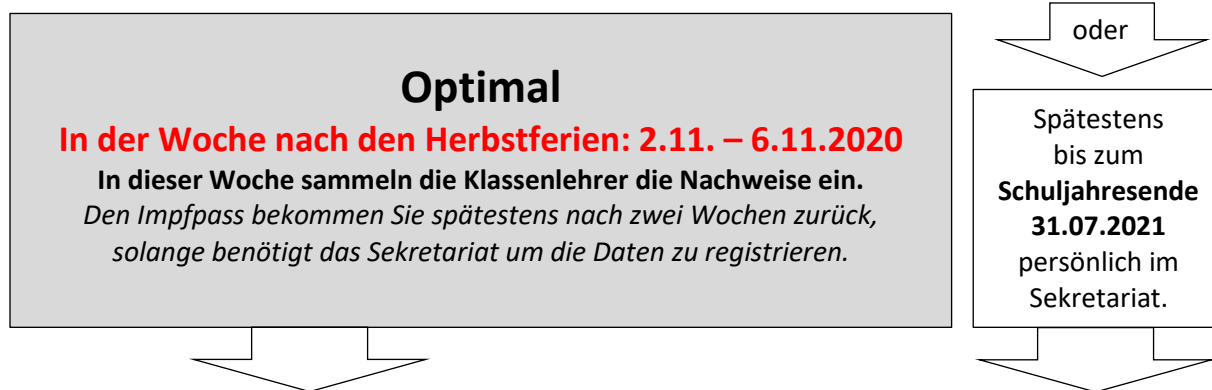 Optimal
In der Woche nach den Herbstferien: 2.11. – 6.11.2020
In dieser Woche sammeln die Klassenlehrer die Nachweise ein.
Den Impfpass bekommen Sie spätestens nach zwei Wochen zurück,
solange benötigt das Sekretariat um die Daten zu registrieren.
oder
Spätestens
bis zum
Schuljahresende
31.07.2021
persönlich im
Sekretariat.